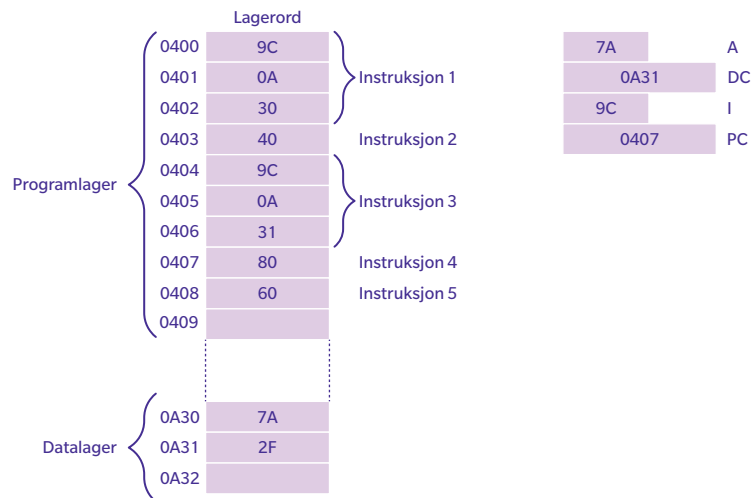 Lagerord
0400 9C 7A A
0401 0A Instruksjon 1 0A31 DC
0402 30 9C I
0403 40 Instruksjon 2 0407 PC
0404 9C
Programlager 0405 0A Instruksjon 3
0406 31
0407 80 Instruksjon 4
0408 60 Instruksjon 5
0409
0A30 7A
Datalager 0A31 2F
0A32